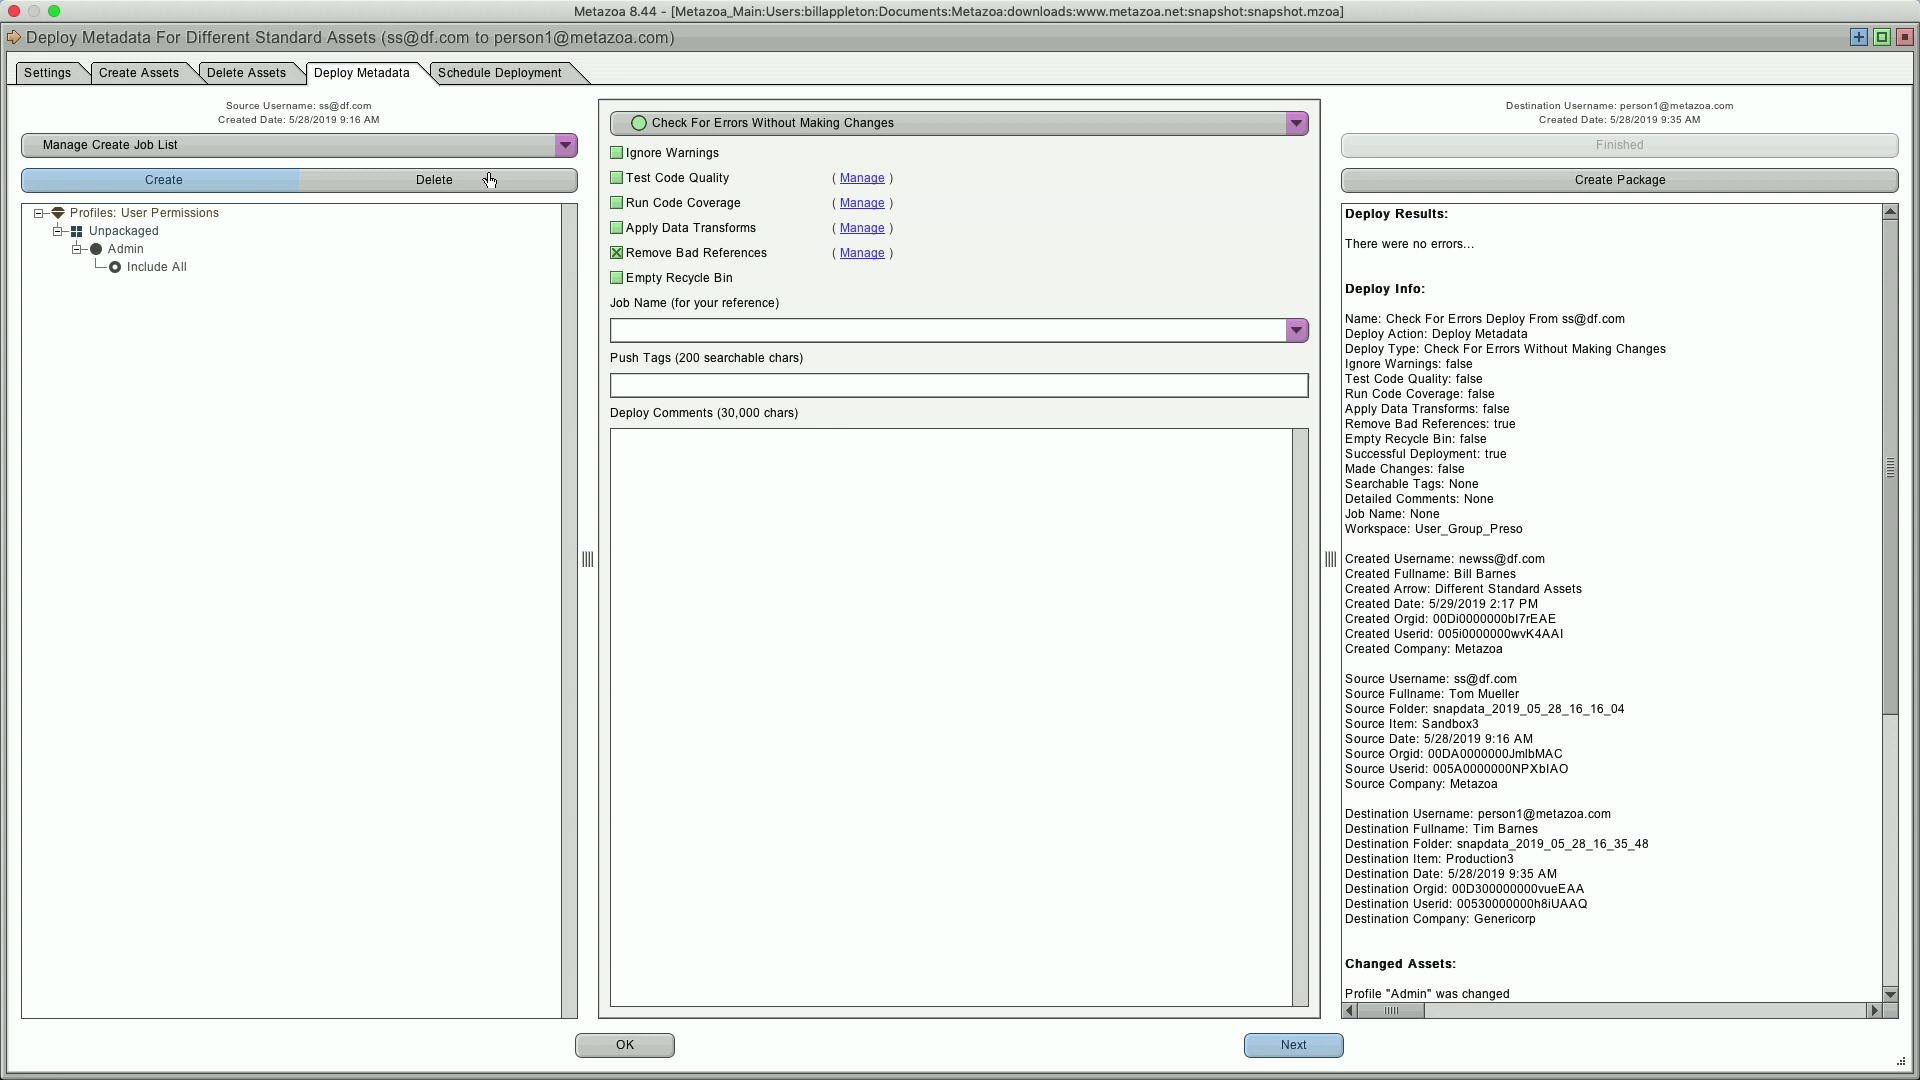 Metazoa 8.44 - [Metazoa_Main:Users:billappleton:Documents:Metazoa:downloads:www.metazoa.net:snapshot:snapshot.mzoa]
Deploy Metadata For Different Standard Assets (ss@df.com to person1@metazoa.com)
Settings
Create Assets
Delete Assets
Deploy Metadata
Schedule Deployment
Source Username: ss@df.com
Created Date: 5/28/2019 9:16 AM
Manage Create Job List
Create
Delete
Profiles: User Permissions
Unpackaged
Admin
Include All
Check For Errors Without Making Changes
Ignore Warnings
Test Code Quality ( Manage )
Run Code Coverage ( Manage )
Apply Data Transforms ( Manage )
Remove Bad References ( Manage )
Empty Recycle Bin
Job Name (for your reference)
Push Tags (200 searchable chars)
Deploy Comments (30,000 chars)
Destination Username: person1@metazoa.com
Created Date: 5/28/2019 9:35 AM
Finished
Create Package
Deploy Results:
There were no errors...
Deploy Info:
Name: Check For Errors Deploy From ss@df.com
Deploy Action: Deploy Metadata
Deploy Type: Check For Errors Without Making Changes
Ignore Warnings: false
Test Code Quality: false
Run Code Coverage: false
Apply Data Transforms: false
Remove Bad References: true
Empty Recycle Bin: false
Successful Deployment: true
Made Changes: false
Searchable Tags: None
Detailed Comments: None
Job Name: None
Workspace: User_Group_Preso
Created Username: newss@df.com
Created Fullname: Bill Barnes
Created Arrow: Different Standard Assets
Created Date: 5/29/2019 2:17 PM
Created Orgid: 00Di0000000bI7rEAE
Created Userid: 005i0000000wvK4AAI
Created Company: Metazoa
Source Username: ss@df.com
Source Fullname: Tom Mueller
Source Folder: snapdata_2019_05_28_16_16_04
Source Item: Sandbox3
Source Date: 5/28/2019 9:16 AM
Source Orgid: 00DA0000000JmlbMAC
Source Userid: 005A0000000NPXbIAO
Source Company: Metazoa
Destination Username: person1@metazoa.com
Destination Fullname: Tim Barnes
Destination Folder: snapdata_2019_05_28_16_35_48
Destination Item: Production3
Destination Date: 5/28/2019 9:35 AM
Destination Orgid: 00D300000000vueEAA
Destination Userid: 00530000000h8iUAAQ
Destination Company: Genericorp
Changed Assets:
Profile "Admin" was changed
OK
Next